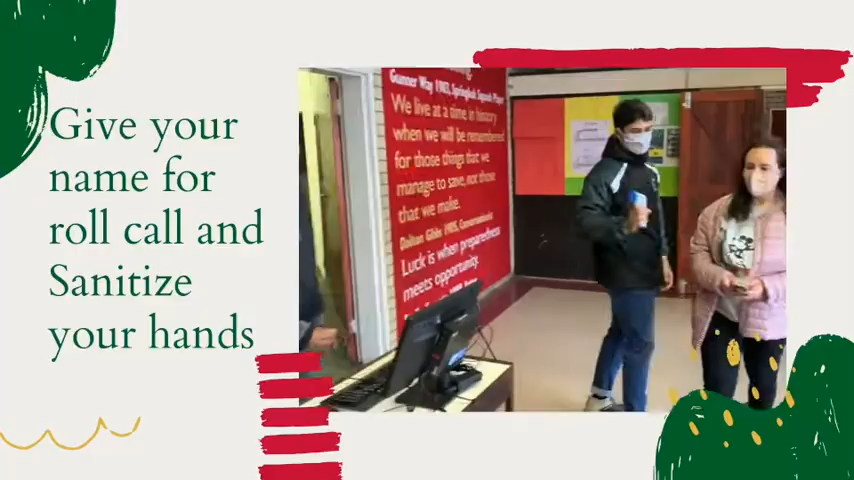 Give your
name for
roll call and
Sanitize
your hands
Gunner Way 1983, Springbok Squash Player
We live at a time in history
when we will be remembered
for those things that we
manage to save, not those
that we make.
Dalton Gibbs 1988, Conservationist
Luck is when preparedness
meets opportunity.